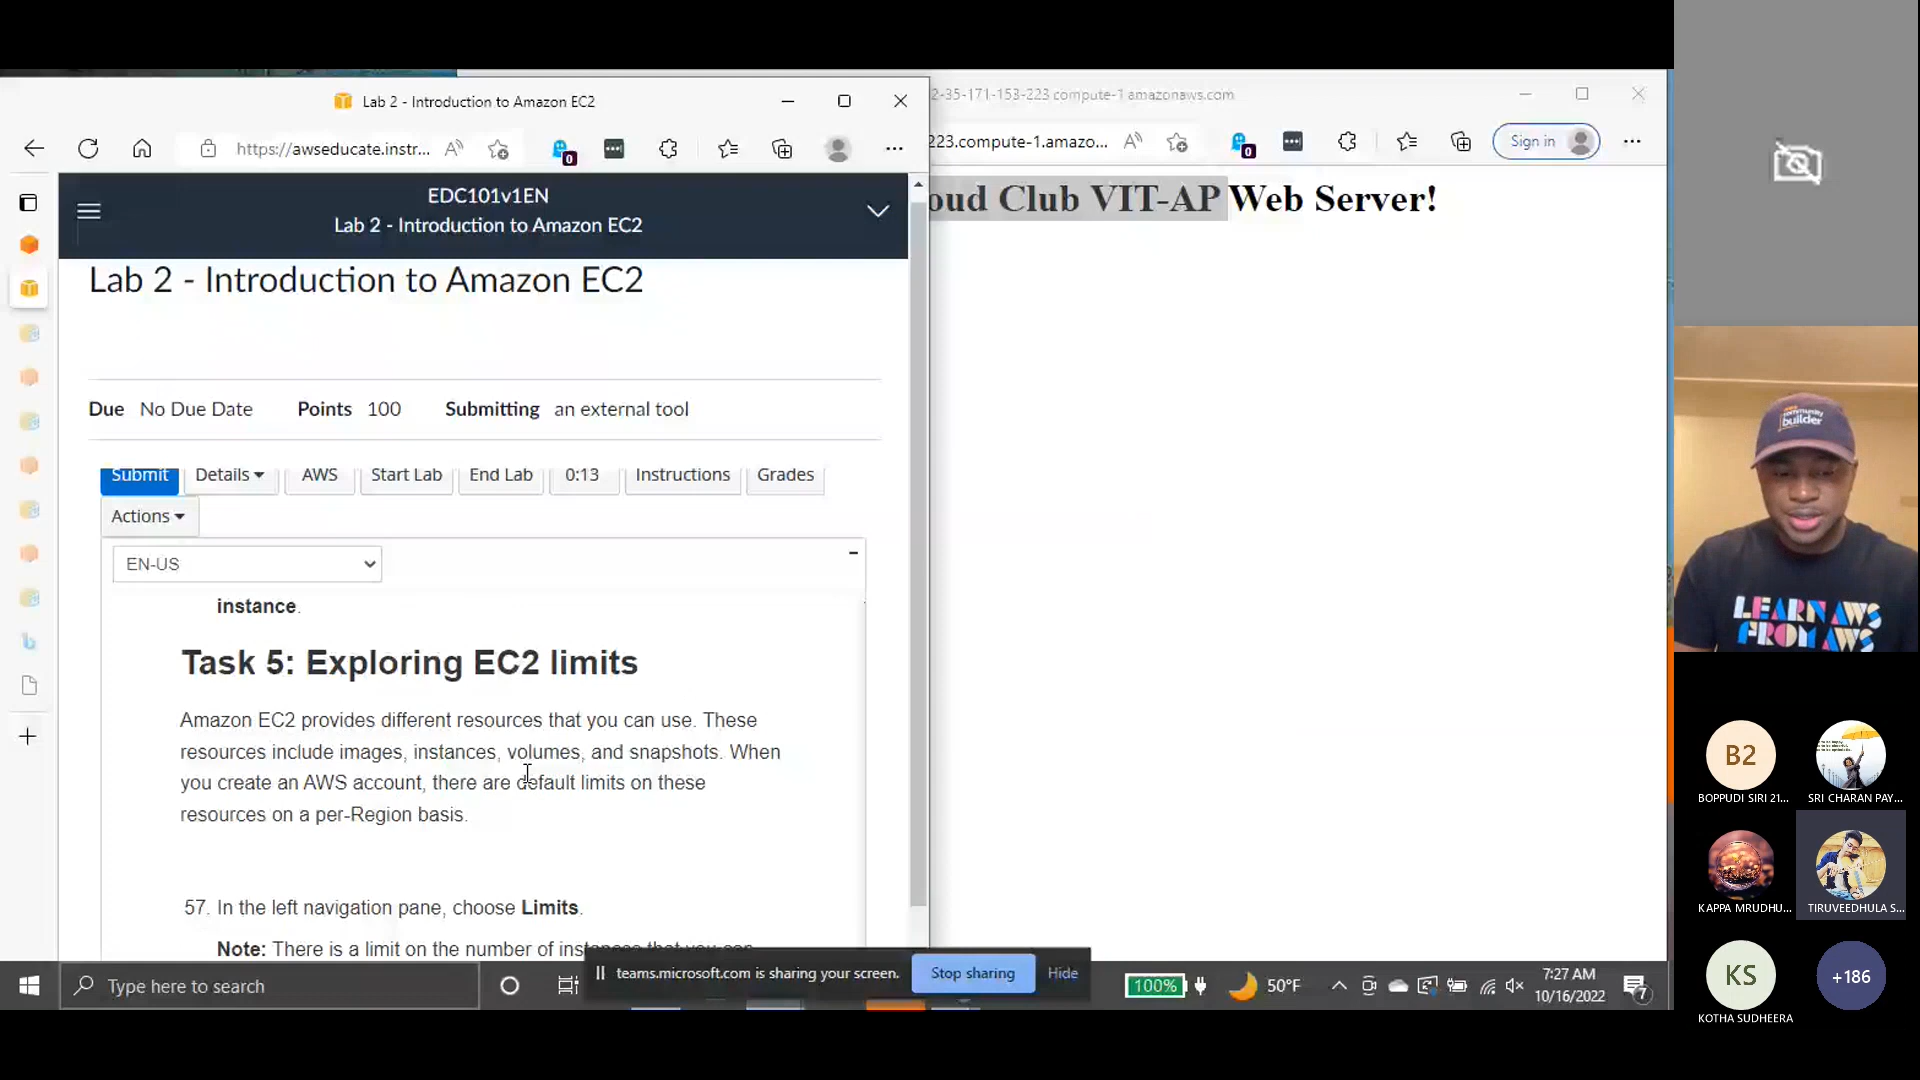 Lab 2 - Introduction to Amazon EC2
2-35-171-153-223.compute-1.amazonaws.com
https://awseducate.instr...
0
223.compute-1.amazo...
0
Sign in
EDC101v1EN
Lab 2 - Introduction to Amazon EC2
oud Club VIT-AP Web Server!
Lab 2 - Introduction to Amazon EC2
Due No Due Date Points 100 Submitting an external tool
Submit Details AWS Start Lab End Lab 0:13 Instructions Grades
Actions
EN-US
instance.
Task 5: Exploring EC2 limits
Amazon EC2 provides different resources that you can use. These
resources include images, instances, volumes, and snapshots. When
you create an AWS account, there are default limits on these
resources on a per-Region basis.
57. In the left navigation pane, choose Limits.
Note: There is a limit on the number of instances that you can
teams.microsoft.com is sharing your screen. Stop sharing Hide
Type here to search
100%
50°F
7:27 AM
10/16/2022
7
community
builder
LEARN AWS
FROM AWS
B2
BOPPUDI SIRI 21...
SRI CHARAN PAY...
KAPPA MRUDHU...
TIRUVEEDHULA S...
KS
KOTHA SUDHEERA
+186